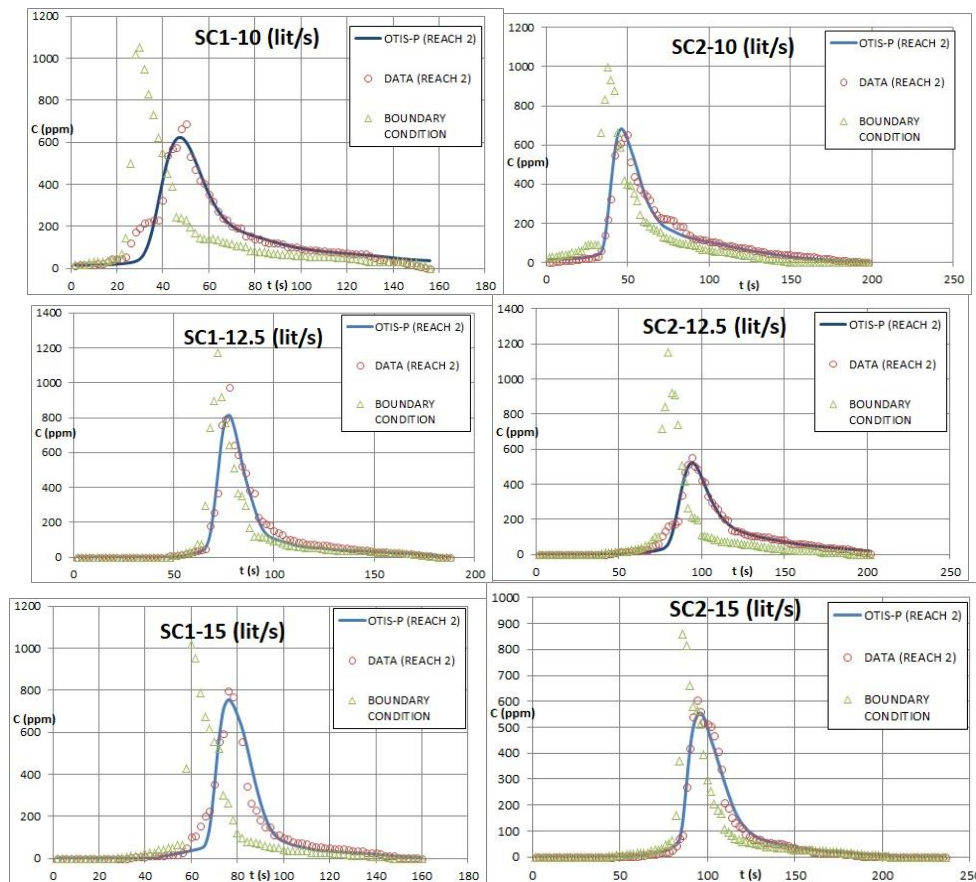 1200
SC1-10 (lit/s)
OTIS-P (REACH 2)
1000
DATA (REACH 2)
800
BOUNDARY
CONDITION
C (ppm)
600
400
200
0
0 20 40 60 80 100 120 140 160
t (s)
1200
SC2-10 (lit/s)
OTIS-P (REACH 2)
1000
DATA (REACH 2)
800
BOUNDARY
CONDITION
C (ppm)
600
400
200
0
0 50 100 150 200
t (s)
1400
SC1-12.5 (lit/s)
OTIS-P (REACH 2)
1200
DATA (REACH 2)
1000
BOUNDARY
CONDITION
800
C (ppm)
600
400
200
0
0 50 100 150 200
t (s)
1400
SC2-12.5 (lit/s)
OTIS-P (REACH 2)
1200
DATA (REACH 2)
1000
BOUNDARY
CONDITION
800
C (ppm)
600
400
200
0
0 50 100 150 200 250
t (s)
1200
SC1-15 (lit/s)
OTIS-P (REACH 2)
1000
DATA (REACH 2)
800
BOUNDARY
CONDITION
C (ppm)
600
400
200
0
0 20 40 60 80 100 120 140 160 180
t (s)
1000
SC2-15 (lit/s)
OTIS-P (REACH 2)
900
DATA (REACH 2)
800
BOUNDARY
CONDITION
700
600
C (ppm)
500
400
300
200
100
0
0 50 100 150 200 250
t (s)